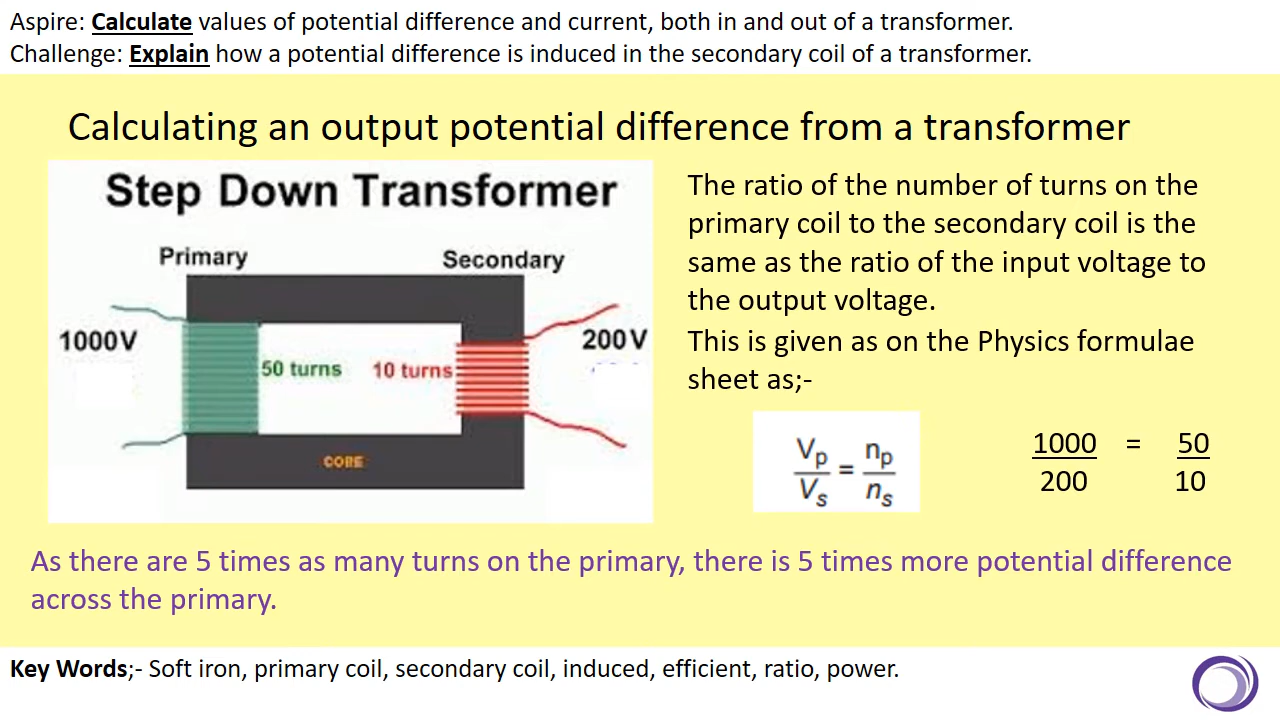 Aspire: Calculate values of potential difference and current, both in and out of a transformer.
Challenge: Explain how a potential difference is induced in the secondary coil of a transformer.
Calculating an output potential difference from a transformer
Step Down Transformer
Primary
Secondary
1000V
50 turns
10 turns
200V
CORE
The ratio of the number of turns on the
primary coil to the secondary coil is the
same as the ratio of the input voltage to
the output voltage.
This is given as on the Physics formulae
sheet as;-
Vp = np
Vs ns
1000 = 50
200 10
As there are 5 times as many turns on the primary, there is 5 times more potential difference
across the primary.
Key Words;- Soft iron, primary coil, secondary coil, induced, efficient, ratio, power.